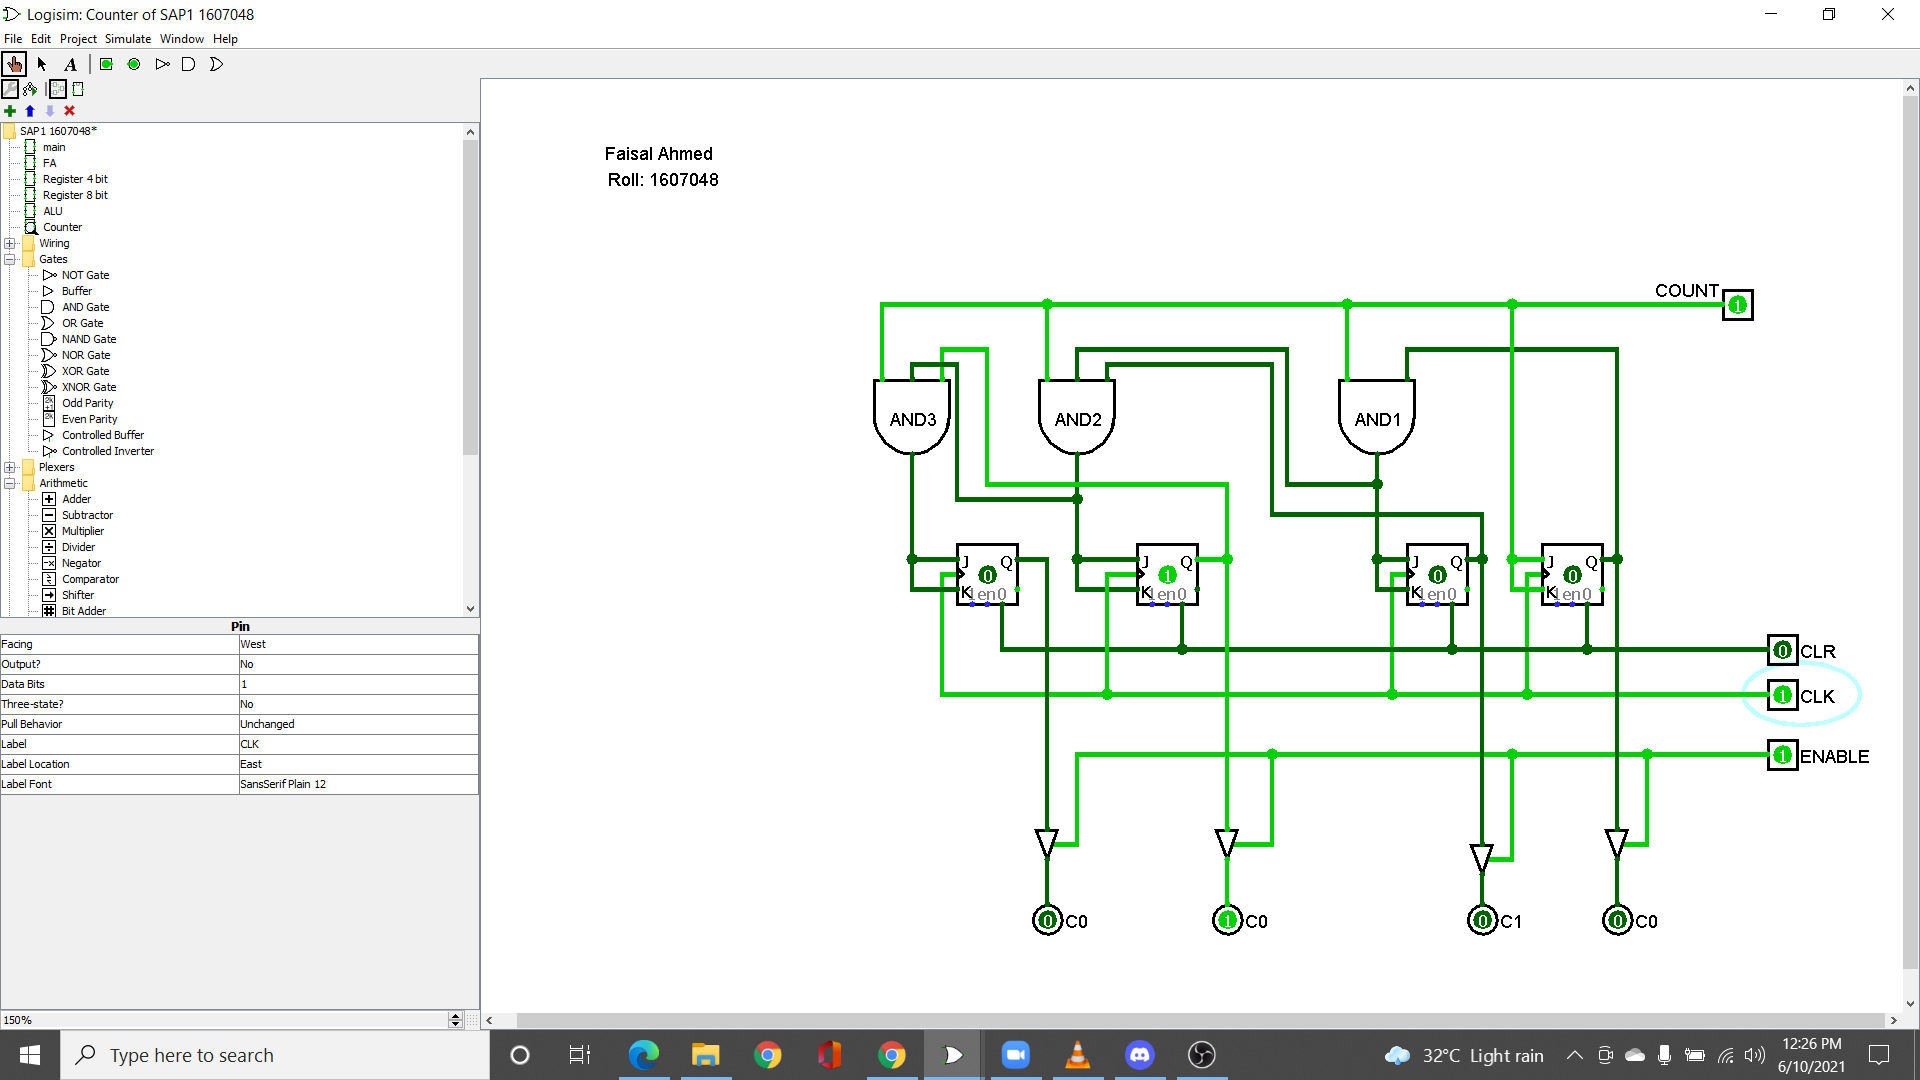 Logisim: Counter of SAP1 1607048
File Edit Project Simulate Window Help
A
SAP1 1607048*
main
FA
Register 4 bit
Register 8 bit
ALU
Counter
Wiring
Gates
NOT Gate
Buffer
AND Gate
OR Gate
NAND Gate
NOR Gate
XOR Gate
XNOR Gate
Odd Parity
Even Parity
Controlled Buffer
Controlled Inverter
Plexers
Arithmetic
Adder
Subtractor
Multiplier
Divider
Negator
Comparator
Shifter
Bit Adder
Pin
Facing West
Output? No
Data Bits 1
Three-state? No
Pull Behavior Unchanged
Label CLK
Label Location East
Label Font SansSerif Plain 12
150%
Faisal Ahmed
Roll: 1607048
COUNT 1
AND3 AND2 AND1
J Q J Q J Q J Q
0 1 0 0
K 1en0 K 1en0 K 1en0 K 1en0
0 CLR
1 CLK
1 ENABLE
0 C0 1 C0 0 C1 0 C0
Type here to search
32°C Light rain
12:26 PM
6/10/2021